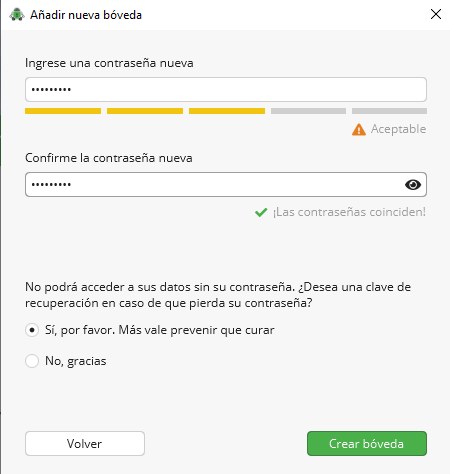 Añadir nueva bóveda
Ingrese una contraseña nueva
•••••••••
Aceptable
Confirme la contraseña nueva
•••••••••
¡Las contraseñas coinciden!
No podrá acceder a sus datos sin su contraseña. ¿Desea una clave de
recuperación en caso de que pierda su contraseña?
Sí, por favor. Más vale prevenir que curar
No, gracias
Volver
Crear bóveda